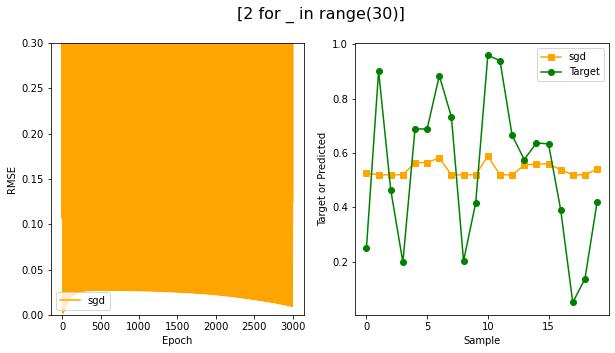 [2 for _ in range(30)]
RMSE
0.30
0.25
0.20
0.15
0.10
0.05
0.00
sgd
0
500
1000
1500
2000
2500
3000
Epoch
Target or Predicted
1.0
0.8
0.6
0.4
0.2
sgd
Target
0
5
10
15
Sample